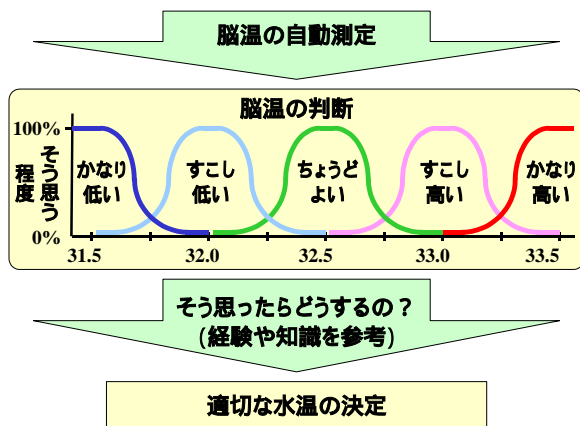 脳温の自動測定
脳温の判断
100%
そう思う
程度
0%
かなり
低い
すこし
低い
ちょうど
よい
すこし
高い
かなり
高い
31.5 32.0 32.5 33.0 33.5
そう思ったらどうするの？
(経験や知識を参考)
適切な水温の決定